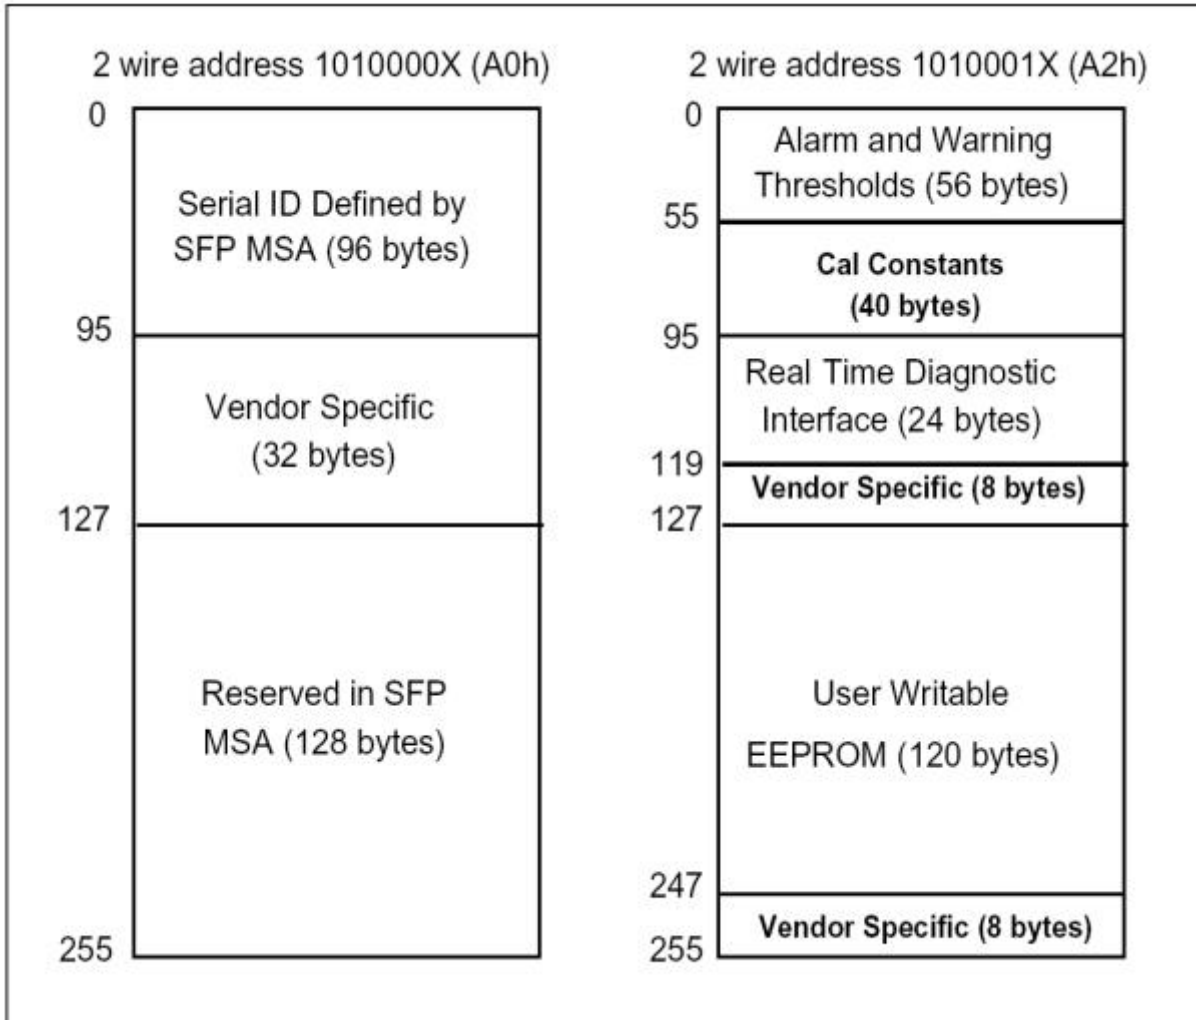 2 wire address 1010000X (A0h)
0
Serial ID Defined by
SFP MSA (96 bytes)
95
Vendor Specific
(32 bytes)
127
Reserved in SFP
MSA (128 bytes)
255
2 wire address 1010001X (A2h)
0
Alarm and Warning
Thresholds (56 bytes)
55
Cal Constants
(40 bytes)
95
Real Time Diagnostic
Interface (24 bytes)
119
Vendor Specific (8 bytes)
127
User Writable
EEPROM (120 bytes)
247
Vendor Specific (8 bytes)
255